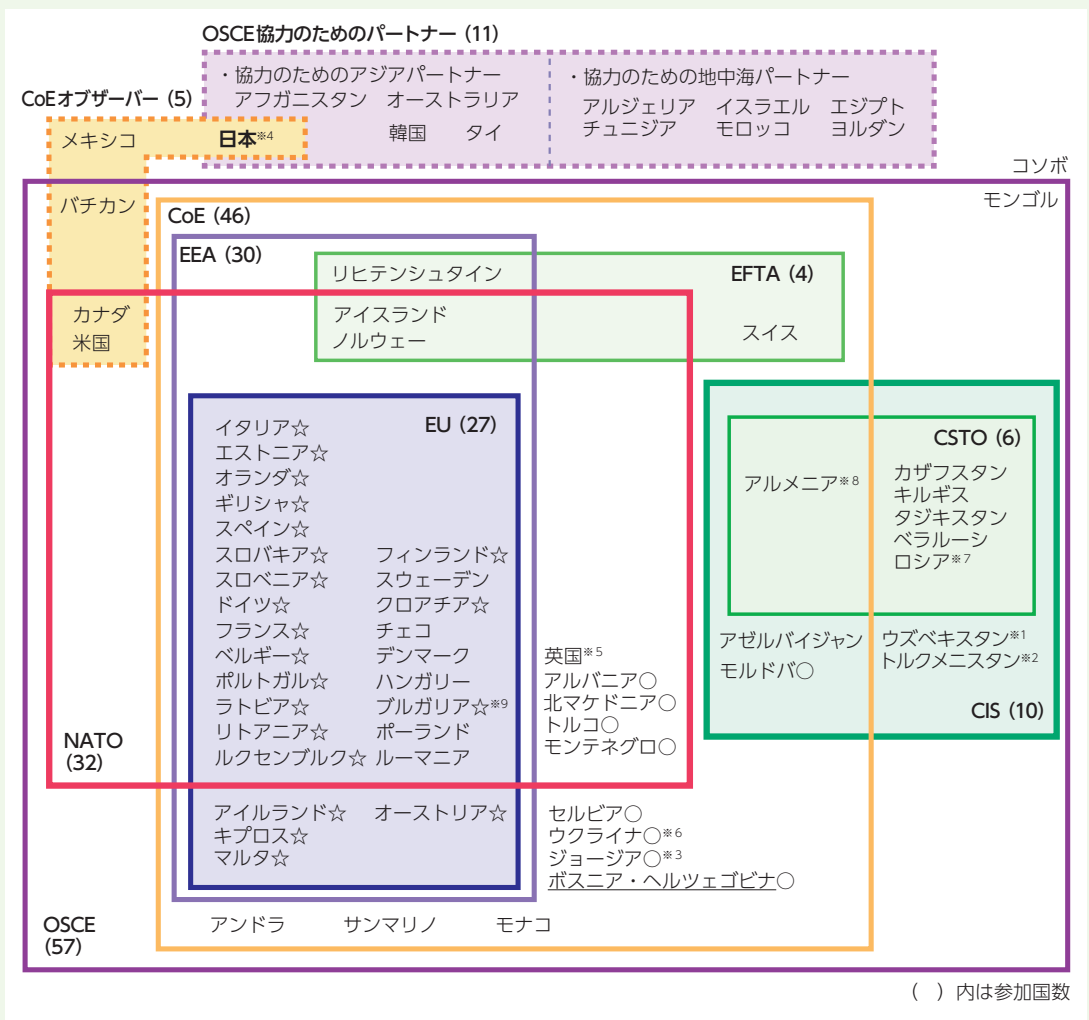 OSCE協力のためのパートナー (11)
・協力のためのアジアパートナー
アフガニスタン オーストラリア
韓国 タイ
・協力のための地中海パートナー
アルジェリア イスラエル エジプト
チュニジア モロッコ ヨルダン
CoEオブザーバー (5)
メキシコ 日本※4
バチカン
カナダ
米国
コソボ
モンゴル
CoE (46)
EEA (30)
EFTA (4)
リヒテンシュタイン
アイスランド
ノルウェー
スイス
EU (27)
イタリア☆
エストニア☆
オランダ☆
ギリシャ☆
スペイン☆
スロバキア☆ フィンランド☆
スロベニア☆ スウェーデン
ドイツ☆ クロアチア☆
フランス☆ チェコ
ベルギー☆ デンマーク
ポルトガル☆ ハンガリー
ラトビア☆ ブルガリア☆※9
リトアニア☆ ポーランド
ルクセンブルク☆ ルーマニア
英国※5
アルバニア○
北マケドニア○
トルコ○
モンテネグロ○
NATO
(32)
CSTO (6)
アルメニア※8
カザフスタン
キルギス
タジキスタン
ベラルーシ
ロシア※7
アゼルバイジャン
モルドバ○
ウズベキスタン※1
トルクメニスタン※2
CIS (10)
アイルランド☆ オーストリア☆
キプロス☆
マルタ☆
セルビア○
ウクライナ○※6
ジョージア○※3
ボスニア・ヘルツェゴビナ○
アンドラ サンマリノ モナコ
OSCE
(57)
( )内は参加国数